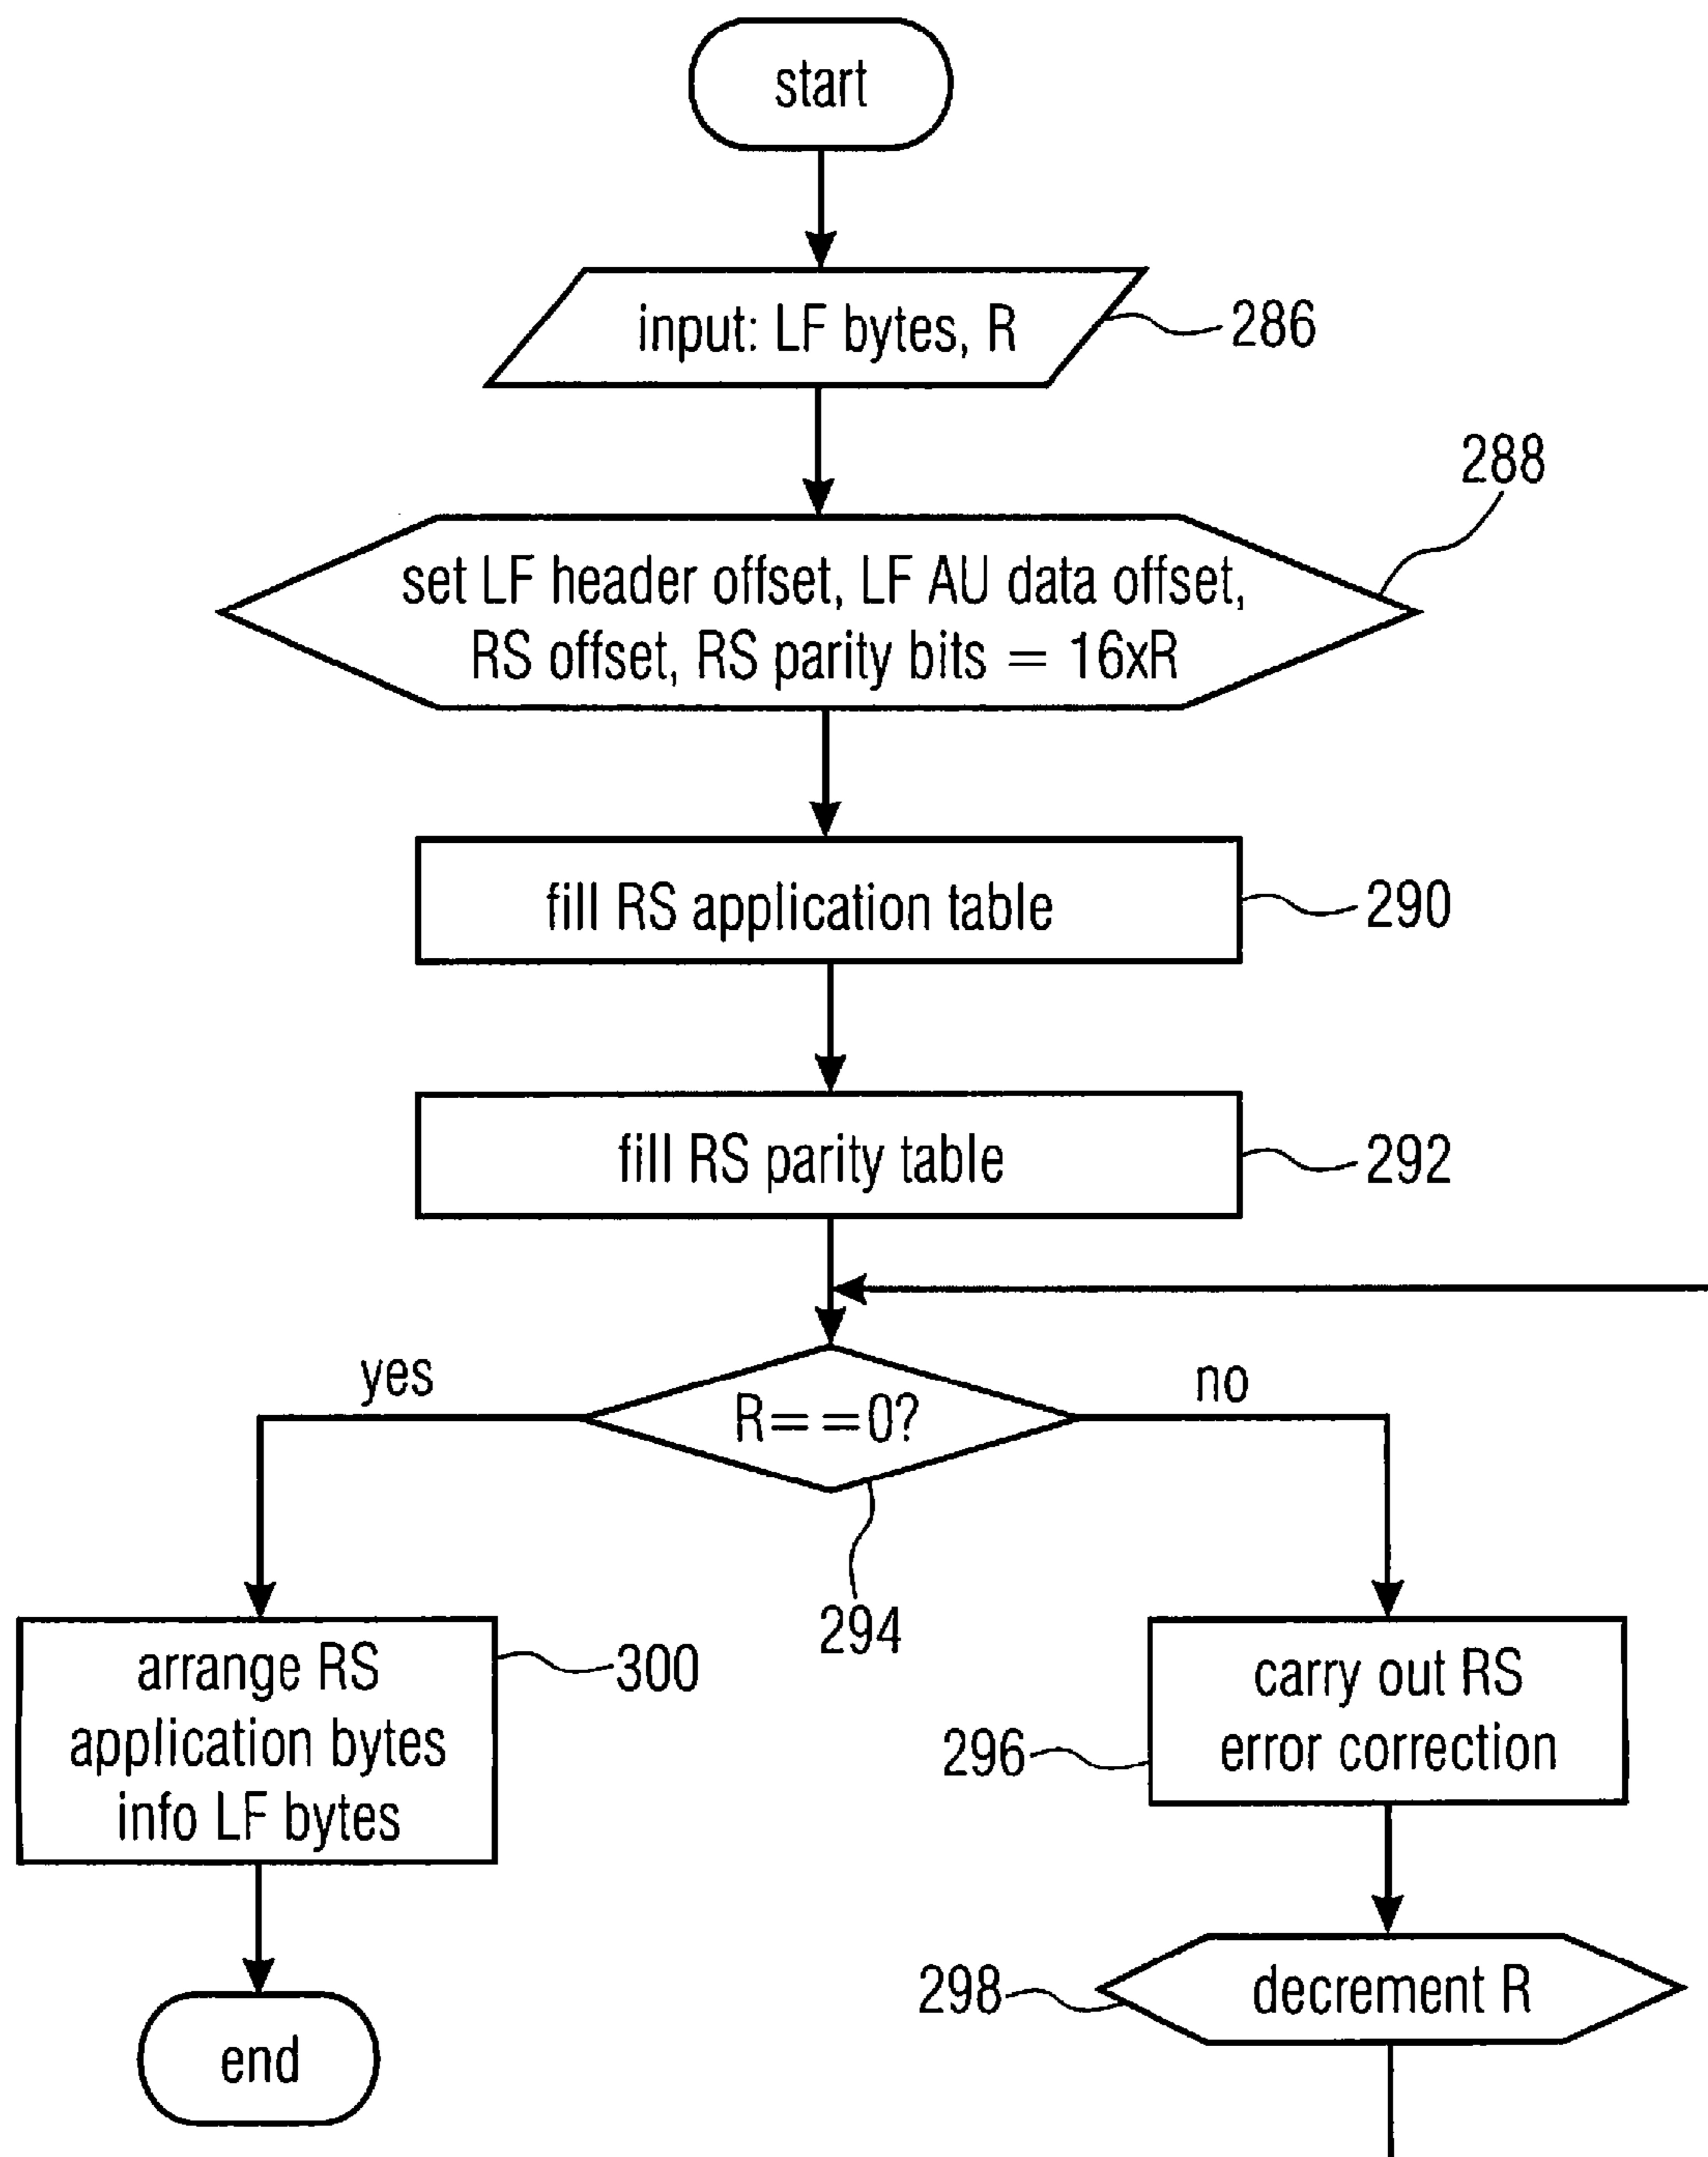 start
input: LF bytes, R
286
288
set LF header offset, LF AU data offset,
RS offset, RS parity bits = 16xR
fill RS application table
290
fill RS parity table
292
yes
no
R==0?
294
arrange RS
application bytes
info LF bytes
300
carry out RS
error correction
296
298
decrement R
end